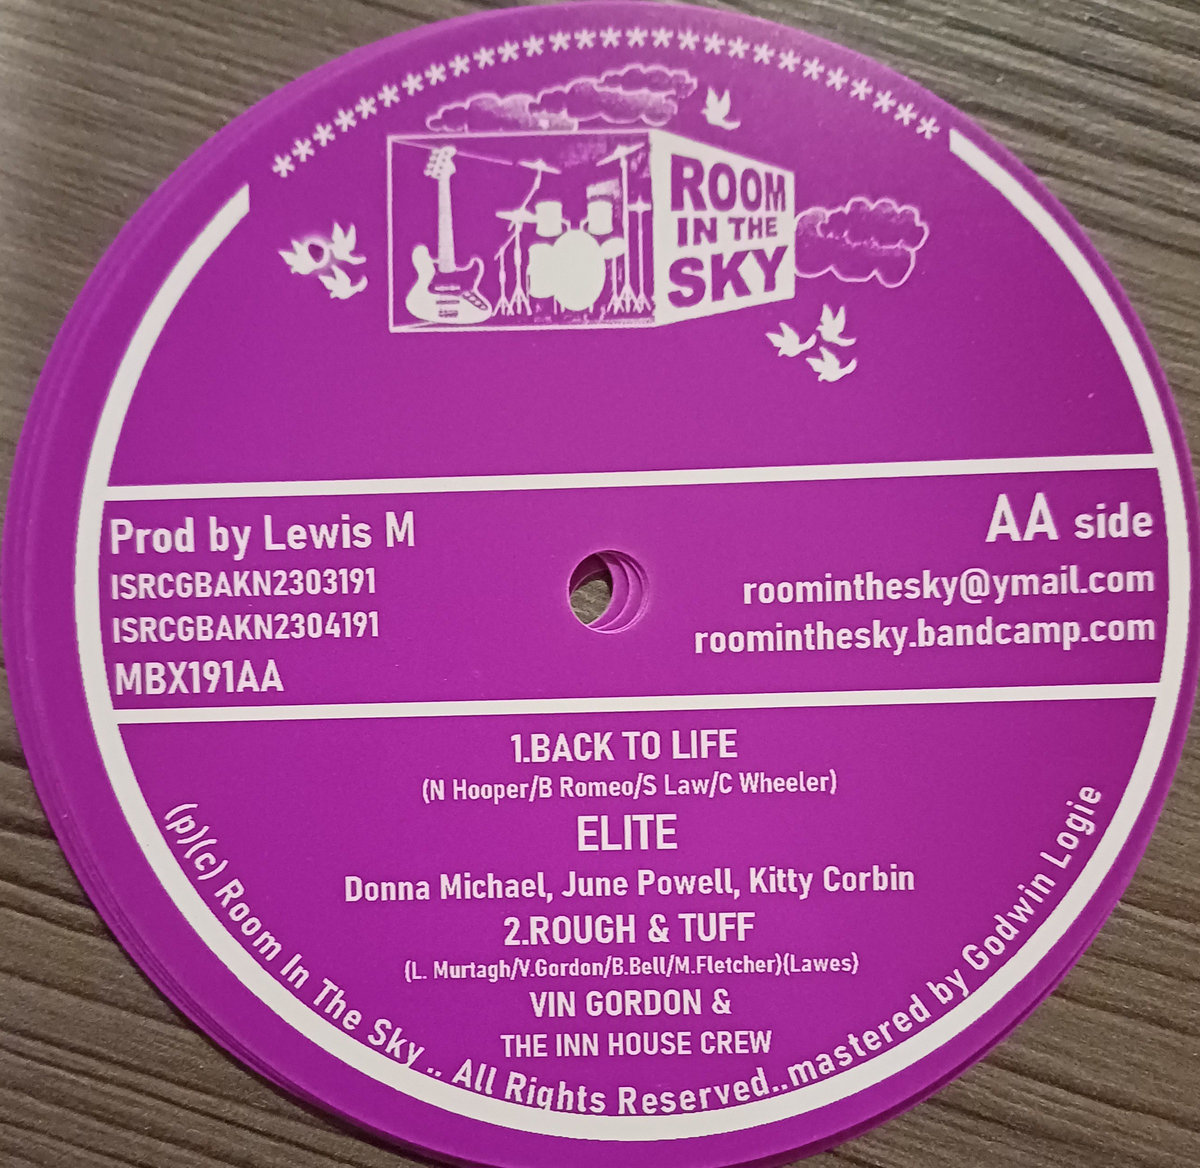 ********************************
ROOM
IN THE
SKY
Prod by Lewis M
ISRCGBAKN2303191
ISRCGBAKN2304191
MBX191AA
AA side
roominthesky@ymail.com
roominthesky.bandcamp.com
1.BACK TO LIFE
(N Hooper/B Romeo/S Law/C Wheeler)
ELITE
Donna Michael, June Powell, Kitty Corbin
2.ROUGH & TUFF
(L. Murtagh/V.Gordon/B.Bell/M.Fletcher)(Lawes)
VIN GORDON &
THE INN HOUSE CREW
(p)(c) Room In The Sky .. All Rights Reserved..mastered by Godwin Logie